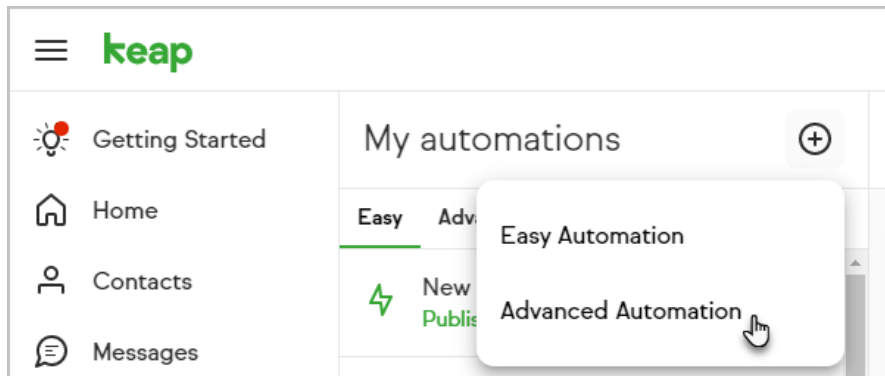 keap
Getting Started
My automations
Home
Easy
Easy Automation
Contacts
New
Advanced Automation
Messages